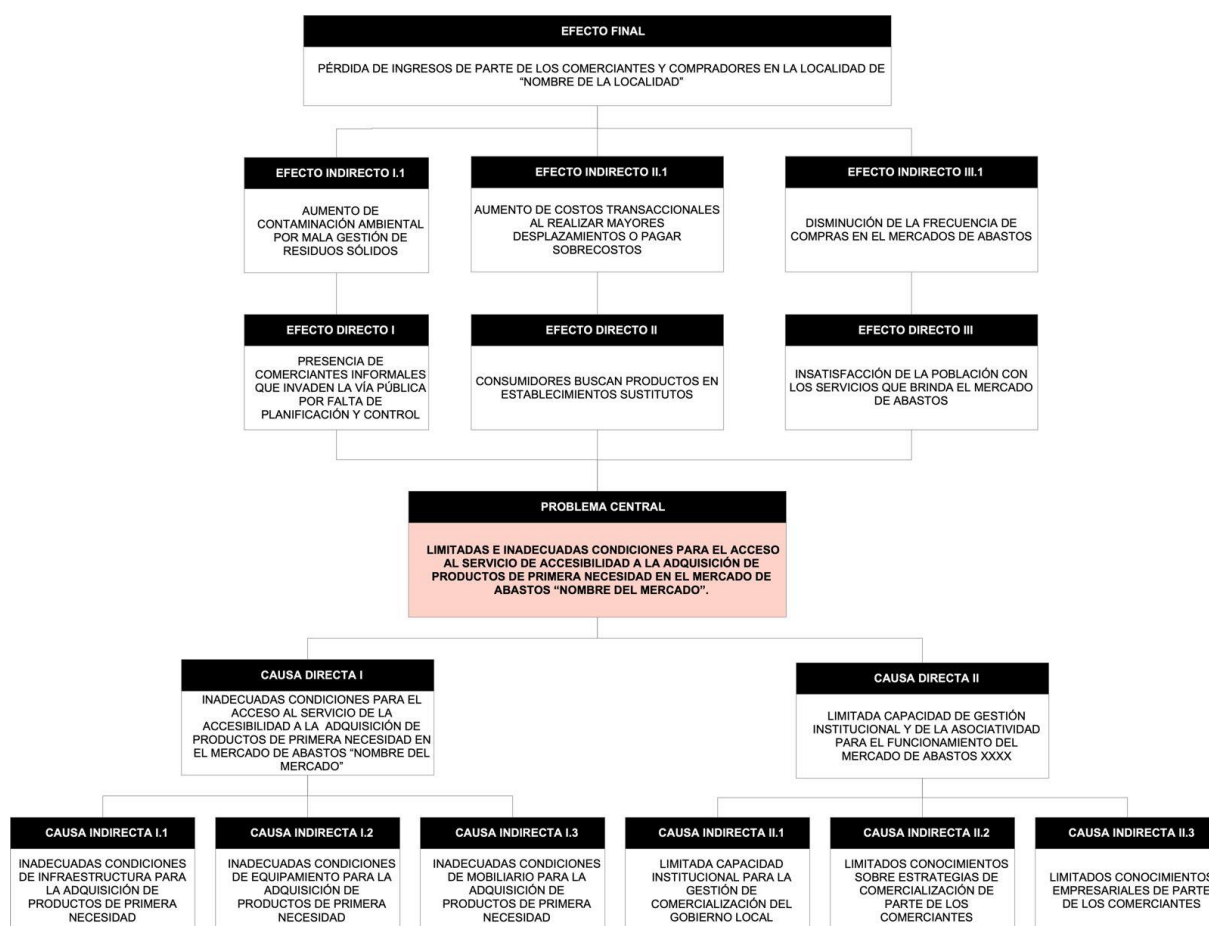 EFECTO FINAL
PÉRDIDA DE INGRESOS DE PARTE DE LOS COMERCIANTES Y COMPRADORES EN LA LOCALIDAD DE
“NOMBRE DE LA LOCALIDAD”
EFECTO INDIRECTO I.1
AUMENTO DE
CONTAMINACIÓN AMBIENTAL
POR MALA GESTIÓN DE
RESIDUOS SÓLIDOS
EFECTO INDIRECTO II.1
AUMENTO DE COSTOS TRANSACCIONALES
AL REALIZAR MAYORES
DESPLAZAMIENTOS O PAGAR
SOBRECOSTOS
EFECTO INDIRECTO III.1
DISMINUCIÓN DE LA FRECUENCIA DE
COMPRAS EN EL MERCADOS DE ABASTOS
EFECTO DIRECTO I
PRESENCIA DE
COMERCIANTES INFORMALES
QUE INVADEN LA VÍA PÚBLICA
POR FALTA DE
PLANIFICACIÓN Y CONTROL
EFECTO DIRECTO II
CONSUMIDORES BUSCAN PRODUCTOS EN
ESTABLECIMIENTOS SUSTITUTOS
EFECTO DIRECTO III
INSATISFACCIÓN DE LA POBLACIÓN CON
LOS SERVICIOS QUE BRINDA EL MERCADO
DE ABASTOS
PROBLEMA CENTRAL
LIMITADAS E INADECUADAS CONDICIONES PARA EL ACCESO
AL SERVICIO DE ACCESIBILIDAD A LA ADQUISICIÓN DE
PRODUCTOS DE PRIMERA NECESIDAD EN EL MERCADO DE
ABASTOS “NOMBRE DEL MERCADO”.
CAUSA DIRECTA I
INADECUADAS CONDICIONES PARA EL
ACCESO AL SERVICIO DE LA
ACCESIBILIDAD A LA ADQUISICIÓN DE
PRODUCTOS DE PRIMERA NECESIDAD EN
EL MERCADO DE ABASTOS “NOMBRE DEL
MERCADO”
CAUSA DIRECTA II
LIMITADA CAPACIDAD DE GESTIÓN
INSTITUCIONAL Y DE LA ASOCIATIVIDAD
PARA EL FUNCIONAMIENTO DEL
MERCADO DE ABASTOS XXXX
CAUSA INDIRECTA I.1
INADECUADAS CONDICIONES
DE INFRAESTRUCTURA PARA
LA ADQUISICIÓN DE
PRODUCTOS DE PRIMERA
NECESIDAD
CAUSA INDIRECTA I.2
INADECUADAS CONDICIONES
DE EQUIPAMIENTO PARA LA
ADQUISICIÓN DE
PRODUCTOS DE PRIMERA
NECESIDAD
CAUSA INDIRECTA I.3
INADECUADAS CONDICIONES
DE MOBILIARIO PARA LA
ADQUISICIÓN DE
PRODUCTOS DE PRIMERA
NECESIDAD
CAUSA INDIRECTA II.1
LIMITADA CAPACIDAD
INSTITUCIONAL PARA LA
GESTIÓN DE
COMERCIALIZACIÓN DEL
GOBIERNO LOCAL
CAUSA INDIRECTA II.2
LIMITADOS CONOCIMIENTOS
SOBRE ESTRATEGIAS DE
COMERCIALIZACIÓN DE
PARTE DE LOS
COMERCIANTES
CAUSA INDIRECTA II.3
LIMITADOS CONOCIMIENTOS
EMPRESARIALES DE PARTE
DE LOS COMERCIANTES